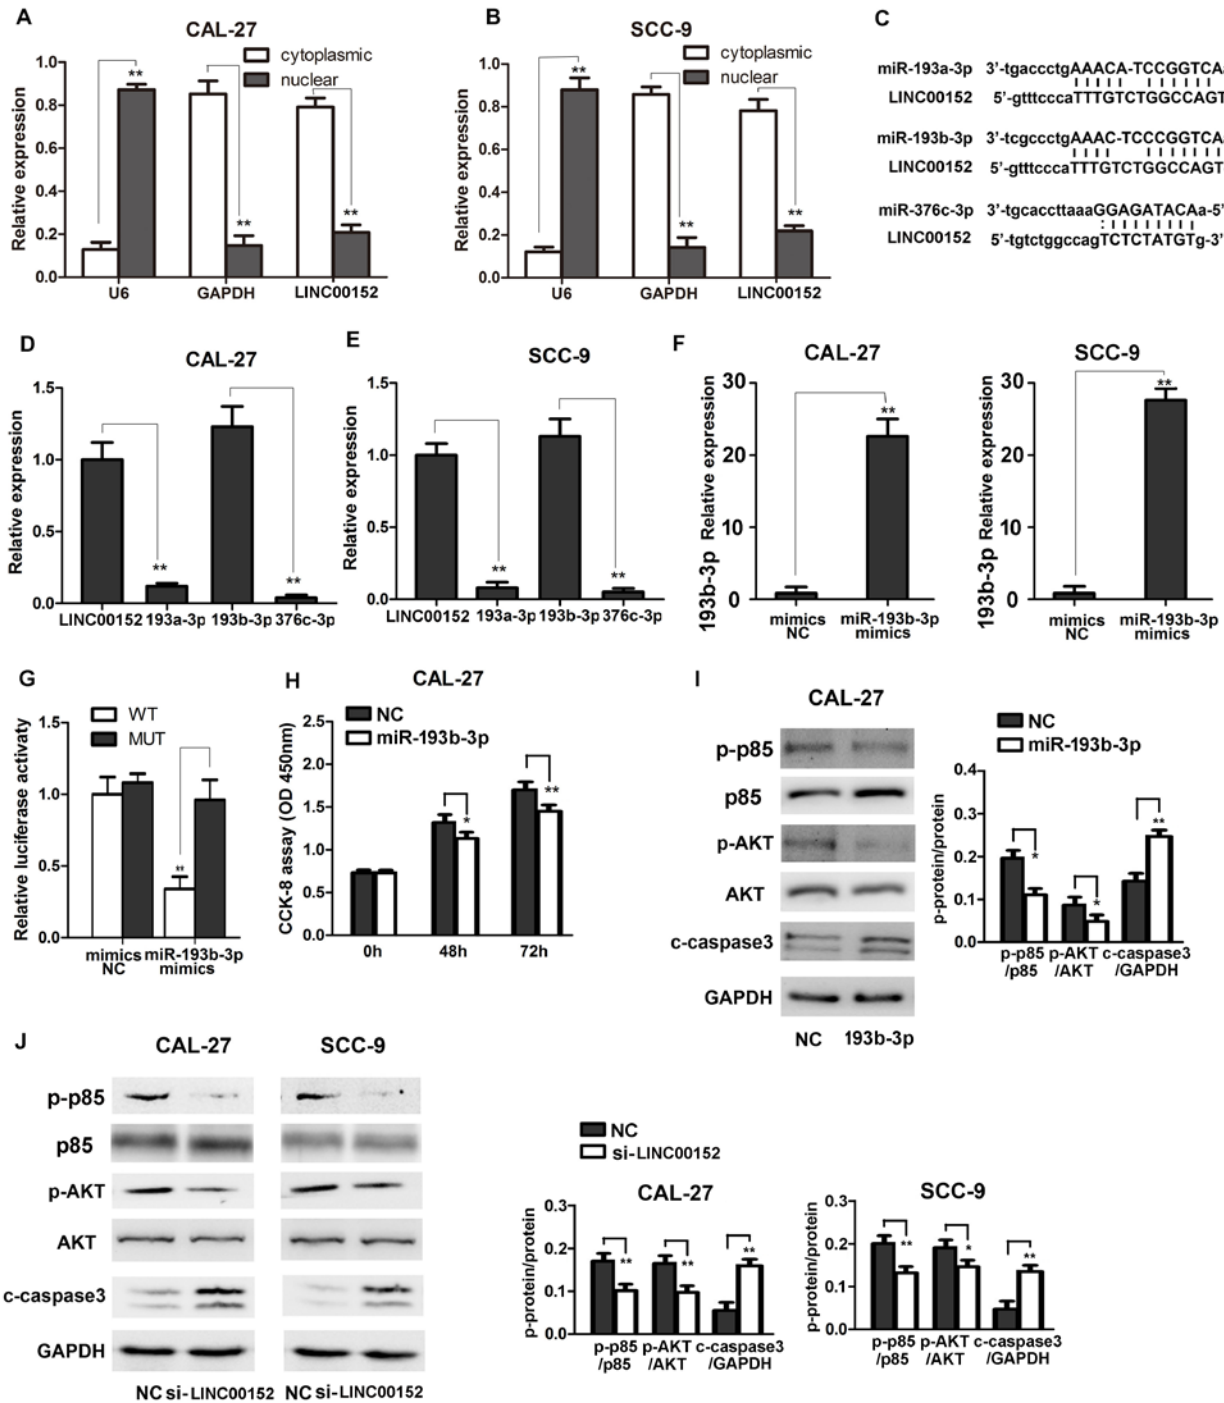 A
CAL-27
cytoplasmic
nuclear
Relative expression
1.0
0.8
0.6
0.4
0.2
0.0
**
**
**
U6
GAPDH
LINC00152
B
SCC-9
cytoplasmic
nuclear
Relative expression
1.0
0.8
0.6
0.4
0.2
0.0
**
**
**
U6
GAPDH
LINC00152
C
miR-193a-3p 3'-tgaccctgAAACA-TCCGGTCA
LINC00152 5'-gtttcccaTTTGTCTGGCCAGT
miR-193b-3p 3'-tcgccctgAAAC-TCCCGGTCA
LINC00152 5'-gtttcccaTTTGTCTGGCCAGT
miR-376c-3p 3'-tgcaccttaaaGGAGATACAa-5'
LINC00152 5'-tgtctggccagTCTCTATGTg-3'
D
CAL-27
Relative expression
1.5
1.0
0.5
0.0
**
**
LINC00152 193a-3p 193b-3p 376c-3p
E
SCC-9
Relative expression
1.5
1.0
0.5
0.0
**
**
LINC00152 193a-3p 193b-3p 376c-3p
F
CAL-27
193b-3p Relative expression
30
20
10
0
**
mimics NC
miR-193b-3p mimics
SCC-9
193b-3p Relative expression
30
20
10
0
**
mimics NC
miR-193b-3p mimics
G
WT
MUT
Relative luciferase activaty
1.5
1.0
0.5
0.0
**
mimics miR-193b-3p
NC mimics
H
CAL-27
NC
miR-193b-3p
CCK-8 assay (OD 450nm)
2.5
2.0
1.5
1.0
0.5
0.0
*
**
0h 48h 72h
I
CAL-27
p-p85
p85
p-AKT
AKT
c-caspase3
GAPDH
NC 193b-3p
NC
miR-193b-3p
p-protein/protein
0.4
0.3
0.2
0.1
0.0
*
*
**
p-p85 p-AKT c-caspase3
/p85 /AKT /GAPDH
J
CAL-27 SCC-9
p-p85
p85
p-AKT
AKT
c-caspase3
GAPDH
NC si-LINC00152 NC si-LINC00152
NC
si-LINC00152
CAL-27
p-protein/protein
0.3
0.2
0.1
0.0
**
**
**
p-p85 p-AKT c-caspase3
/p85 /AKT /GAPDH
SCC-9
p-protein/protein
0.3
0.2
0.1
0.0
**
*
**
p-p85 p-AKT c-caspase3
/p85 /AKT /GAPDH